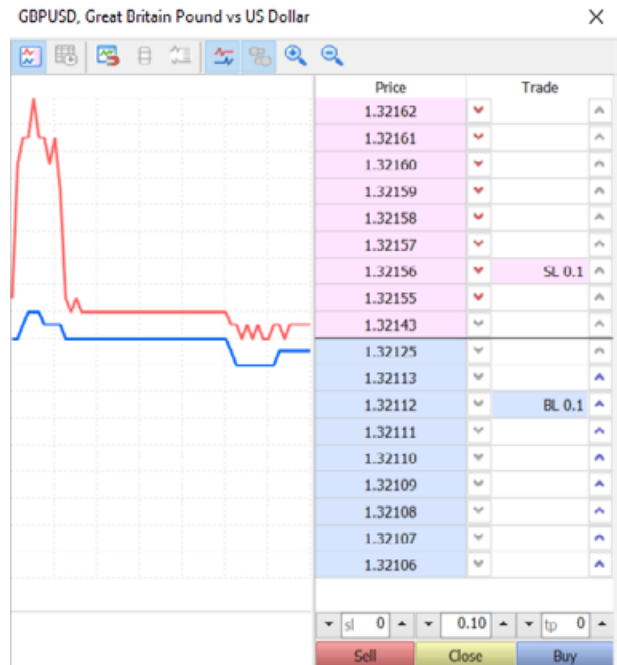 GBPUSD, Great Britain Pound vs US Dollar
Price Trade
1.32162
1.32161
1.32160
1.32159
1.32158
1.32157
1.32156 SL 0.1
1.32155
1.32143
1.32125
1.32113
1.32112 BL 0.1
1.32111
1.32110
1.32109
1.32108
1.32107
1.32106
sl 0 0.10 tp 0
Sell Close Buy